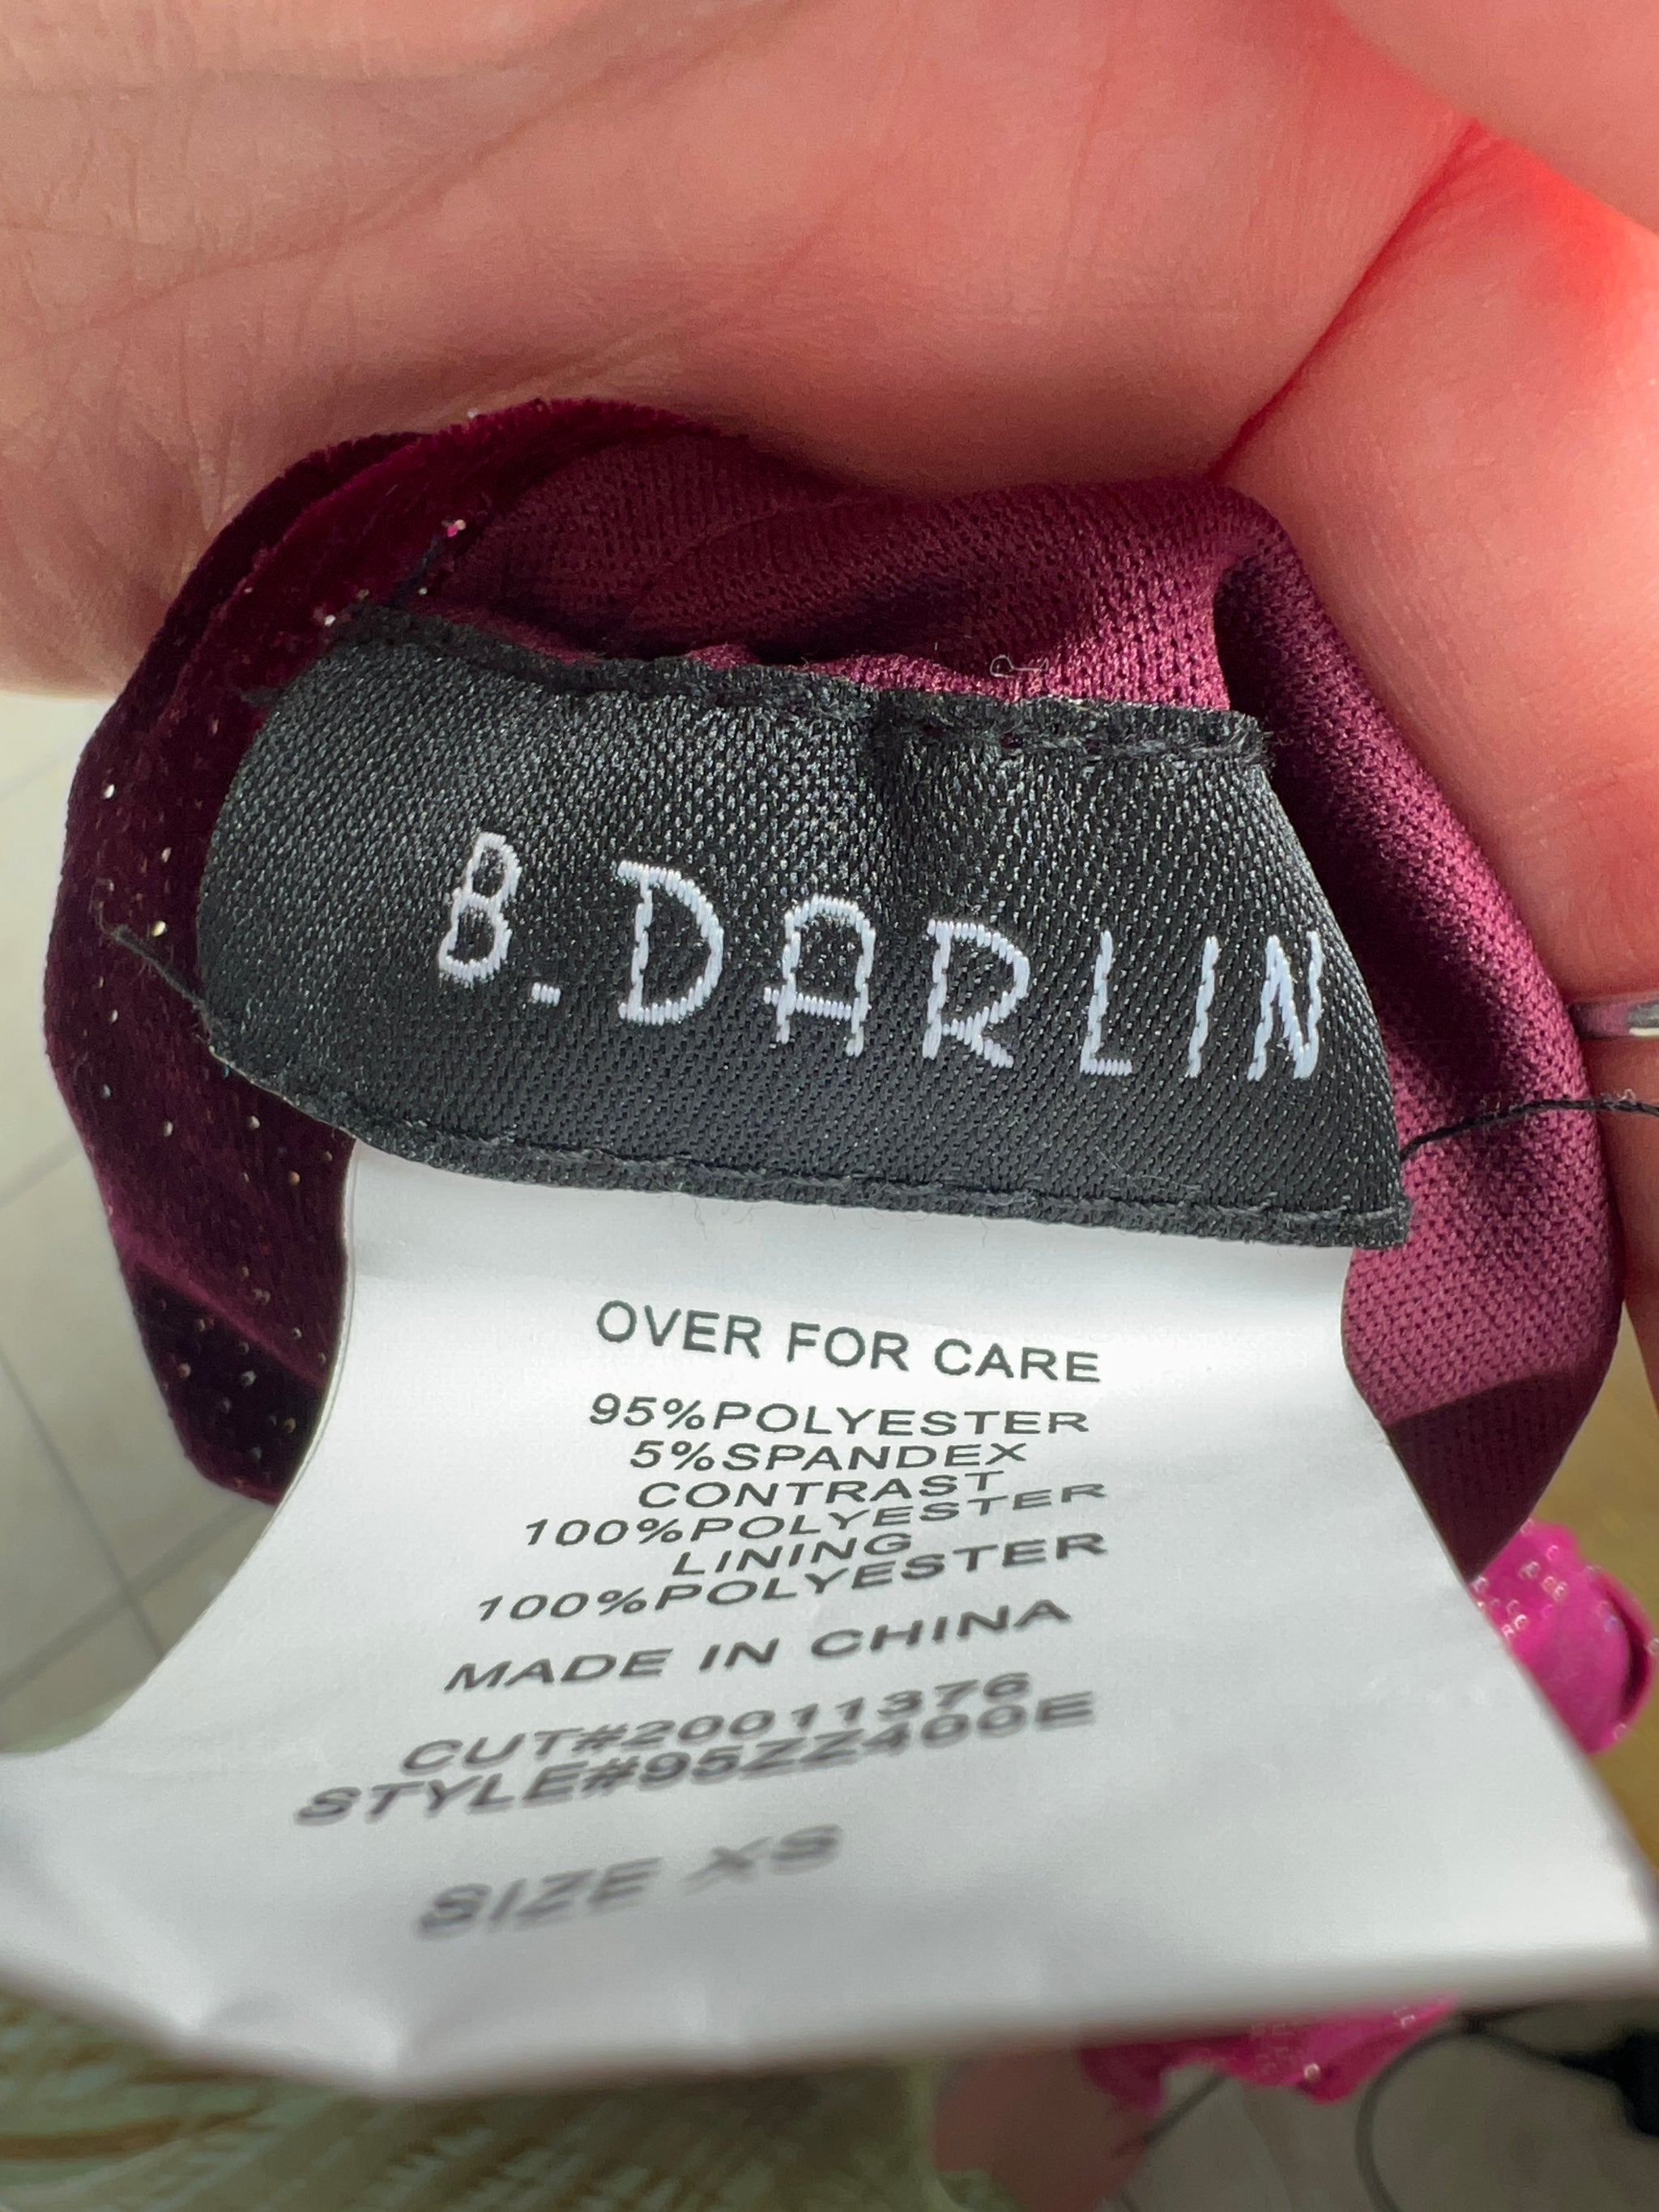 B. DARLIN
OVER FOR CARE
95%POLYESTER
5%SPANDEX
CONTRAST
100%POLYESTER
LINING
100%POLYESTER
MADE IN CHINA
CUT#20011376
STYLE#95ZZ400E
SIZE XS